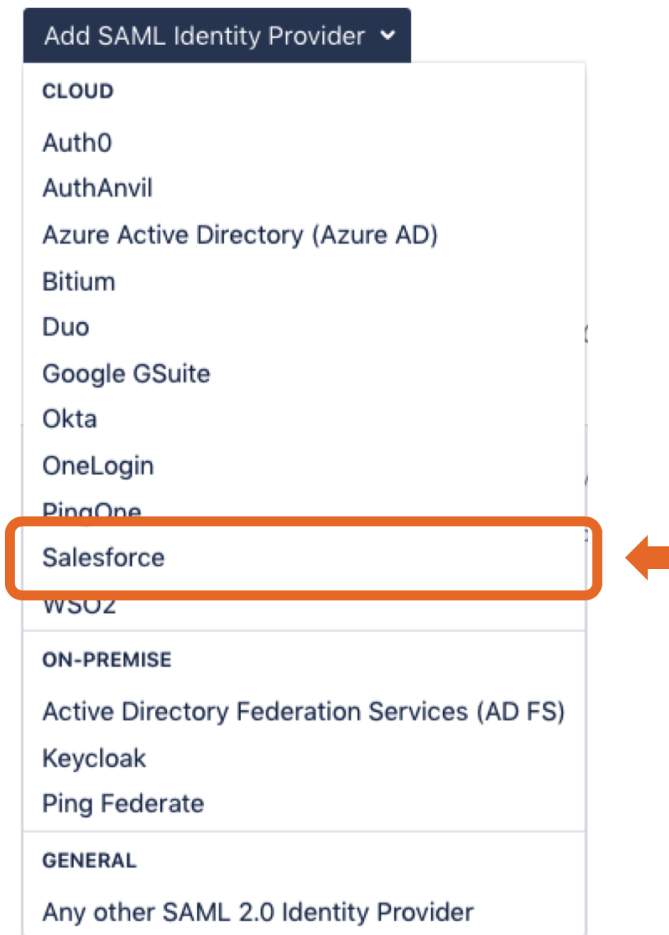 Add SAML Identity Provider
CLOUD
Auth0
AuthAnvil
Azure Active Directory (Azure AD)
Bitium
Duo
Google GSuite
Okta
OneLogin
PingOne
Salesforce
WSO2
ON-PREMISE
Active Directory Federation Services (AD FS)
Keycloak
Ping Federate
GENERAL
Any other SAML 2.0 Identity Provider